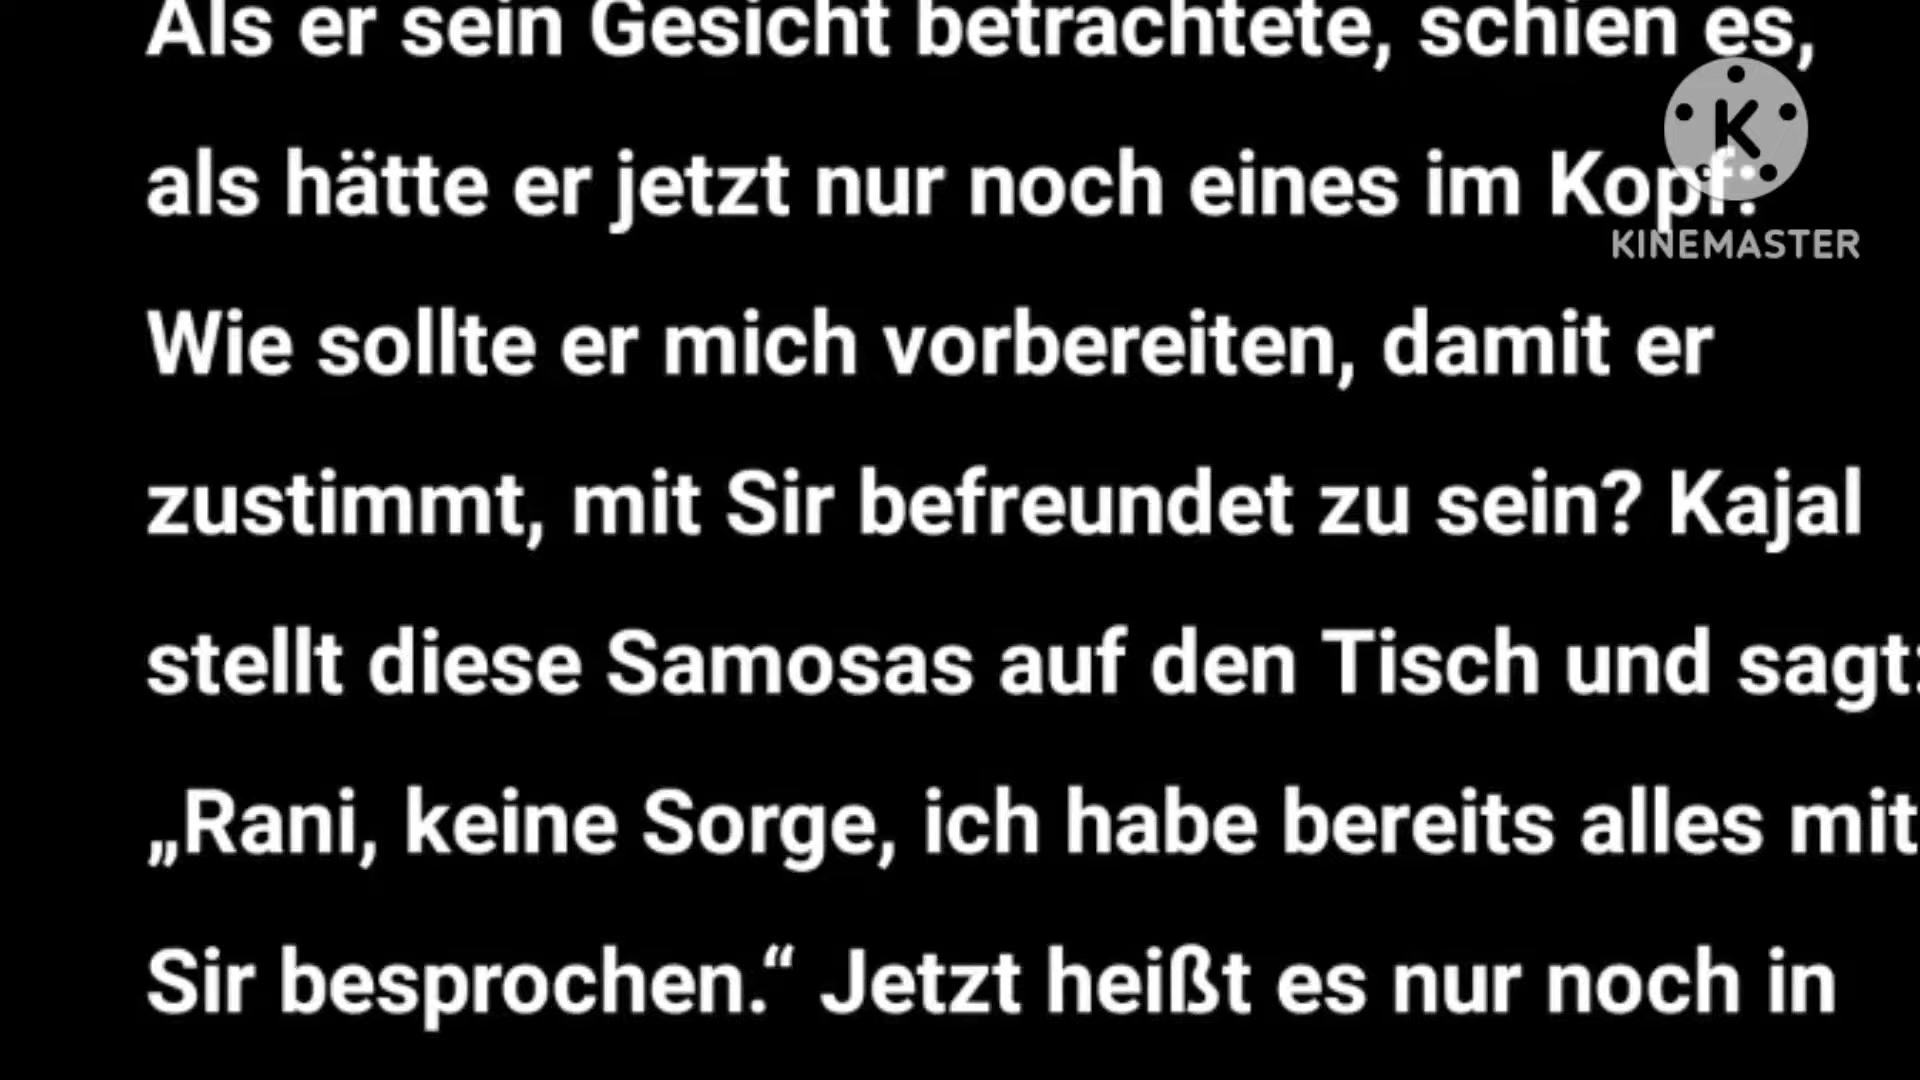 Als er sein Gesicht betrachtete, schien es,
als hätte er jetzt nur noch eines im Kopf:
Wie sollte er mich vorbereiten, damit er
zustimmt, mit Sir befreundet zu sein? Kajal
stellt diese Samosas auf den Tisch und sagt:
„Rani, keine Sorge, ich habe bereits alles mit
Sir besprochen.“ Jetzt heißt es nur noch in
K
KINEMASTER